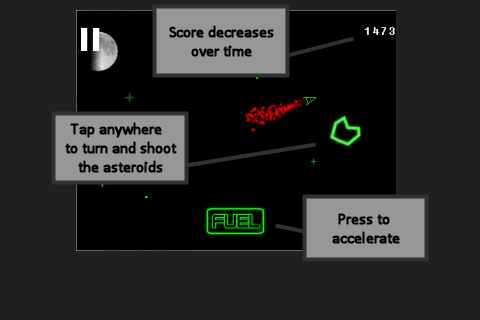 Score decreases
over time
1473
Tap anywhere
to turn and shoot
the asteroids
FUEL
Press to
accelerate